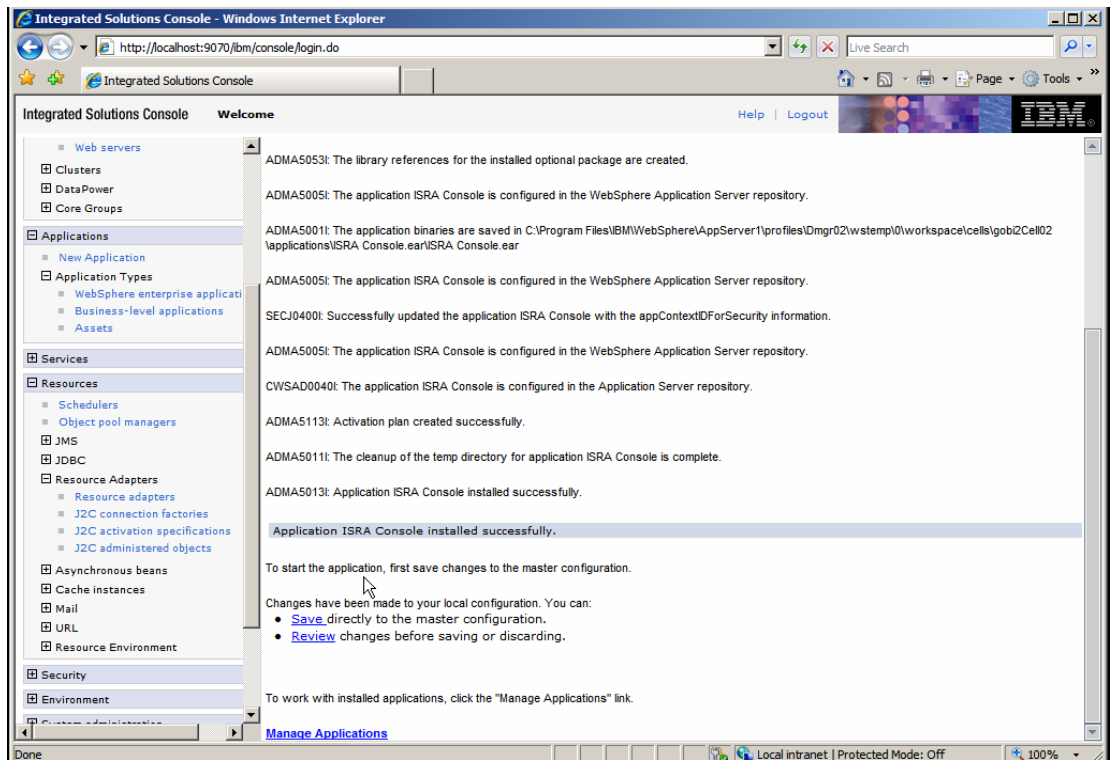 Integrated Solutions Console - Windows Internet Explorer
http://localhost:9070/ibm/console/login.do
Live Search
Integrated Solutions Console
Page
Tools
Integrated Solutions Console Welcome
Help | Logout
IBM
Web servers
Clusters
DataPower
Core Groups
Applications
New Application
Application Types
WebSphere enterprise applicati
Business-level applications
Assets
Services
Resources
Schedulers
Object pool managers
JMS
JDBC
Resource Adapters
Resource adapters
J2C connection factories
J2C activation specifications
J2C administered objects
Asynchronous beans
Cache instances
Mail
URL
Resource Environment
Security
Environment
ADMA5053I: The library references for the installed optional package are created.
ADMA5005I: The application ISRA Console is configured in the WebSphere Application Server repository.
ADMA5001I: The application binaries are saved in C:\Program Files\IBM\WebSphere\AppServer1\profiles\Dmgr02\wstemp\0\workspace\cells\gobi2Cell02
\applications\ISRA Console.ear\ISRA Console.ear
ADMA5005I: The application ISRA Console is configured in the WebSphere Application Server repository.
SECJ0400I: Successfully updated the application ISRA Console with the appContextIDForSecurity information.
ADMA5005I: The application ISRA Console is configured in the WebSphere Application Server repository.
CWSAD0040I: The application ISRA Console is configured in the Application Server repository.
ADMA5113I: Activation plan created successfully.
ADMA5011I: The cleanup of the temp directory for application ISRA Console is complete.
ADMA5013I: Application ISRA Console installed successfully.
Application ISRA Console installed successfully.
To start the application, first save changes to the master configuration.
Changes have been made to your local configuration. You can:
Save directly to the master configuration.
Review changes before saving or discarding.
To work with installed applications, click the "Manage Applications" link.
Manage Applications
Done
Local intranet | Protected Mode: Off
100%